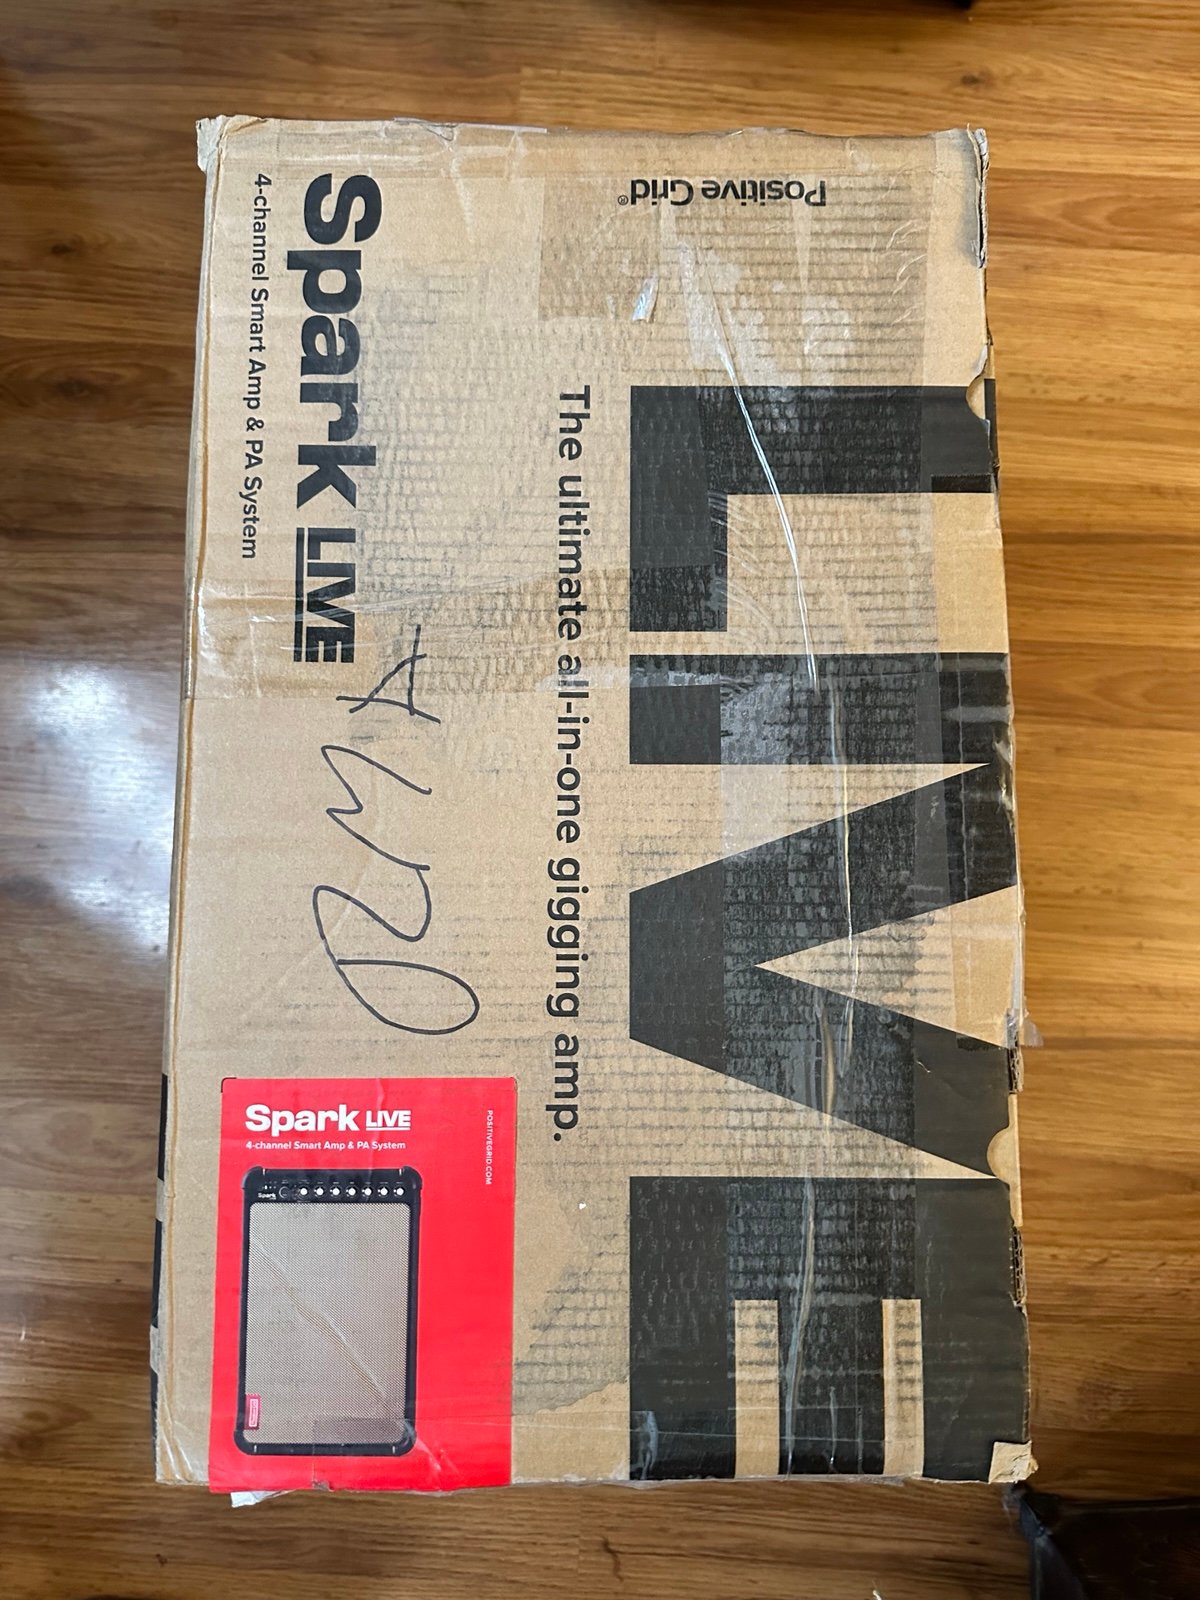 Positive Grid®
LIVE
The ultimate all-in-one gigging amp.
Spark LIVE
4-channel Smart Amp & PA System
Spark LIVE
4-channel Smart Amp & PA System
POSITIVEGRID.COM
Spark